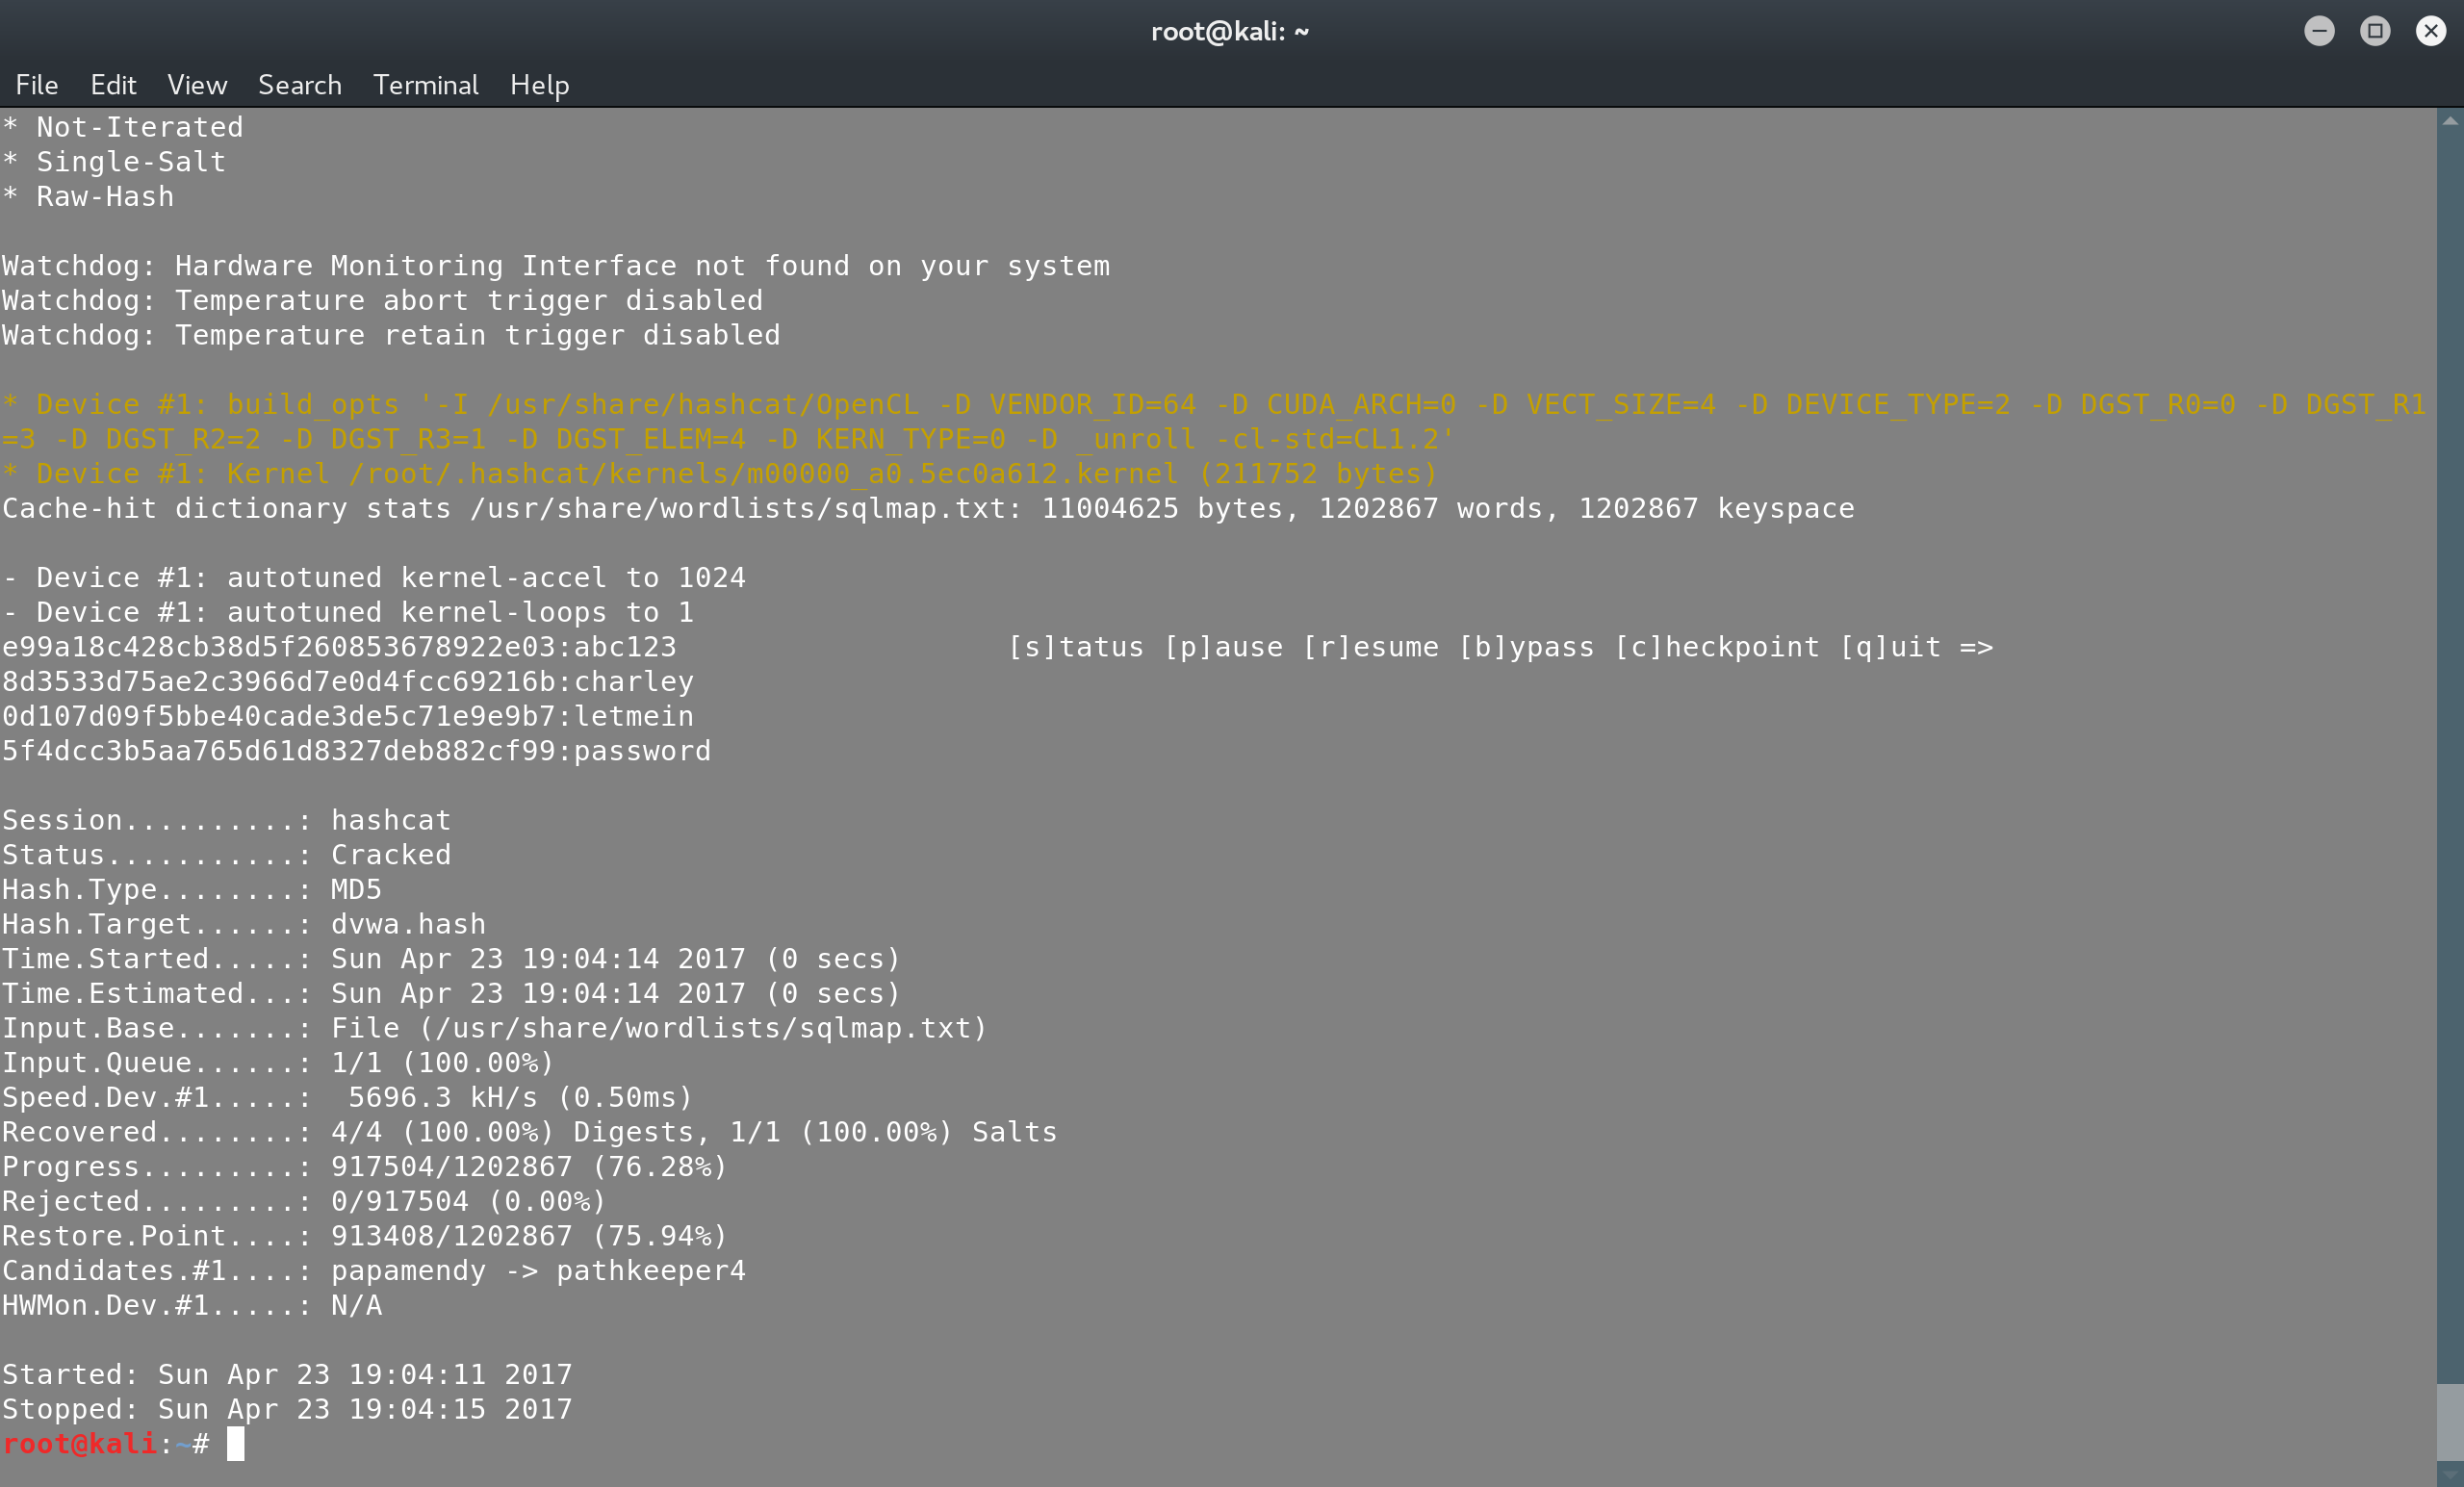 root@kali: ~
File Edit View Search Terminal Help
* Not-Iterated
* Single-Salt
* Raw-Hash
Watchdog: Hardware Monitoring Interface not found on your system
Watchdog: Temperature abort trigger disabled
Watchdog: Temperature retain trigger disabled
* Device #1: build_opts '-I /usr/share/hashcat/OpenCL -D VENDOR_ID=64 -D CUDA_ARCH=0 -D VECT_SIZE=4 -D DEVICE_TYPE=2 -D DGST_R0=0 -D DGST_R1
=3 -D DGST_R2=2 -D DGST_R3=1 -D DGST_ELEM=4 -D KERN_TYPE=0 -D _unroll -cl-std=CL1.2'
* Device #1: Kernel /root/.hashcat/kernels/m00000_a0.5ec0a612.kernel (211752 bytes)
Cache-hit dictionary stats /usr/share/wordlists/sqlmap.txt: 11004625 bytes, 1202867 words, 1202867 keyspace
- Device #1: autotuned kernel-accel to 1024
- Device #1: autotuned kernel-loops to 1
e99a18c428cb38d5f260853678922e03:abc123                   [s]tatus [p]ause [r]esume [b]ypass [c]heckpoint [q]uit =>
8d3533d75ae2c3966d7e0d4fcc69216b:charley
0d107d09f5bbe40cade3de5c71e9e9b7:letmein
5f4dcc3b5aa765d61d8327deb882cf99:password
Session..........: hashcat
Status...........: Cracked
Hash.Type........: MD5
Hash.Target......: dvwa.hash
Time.Started.....: Sun Apr 23 19:04:14 2017 (0 secs)
Time.Estimated...: Sun Apr 23 19:04:14 2017 (0 secs)
Input.Base.......: File (/usr/share/wordlists/sqlmap.txt)
Input.Queue......: 1/1 (100.00%)
Speed.Dev.#1.....:  5696.3 kH/s (0.50ms)
Recovered........: 4/4 (100.00%) Digests, 1/1 (100.00%) Salts
Progress.........: 917504/1202867 (76.28%)
Rejected.........: 0/917504 (0.00%)
Restore.Point....: 913408/1202867 (75.94%)
Candidates.#1....: papamendy -> pathkeeper4
HWMon.Dev.#1.....: N/A
Started: Sun Apr 23 19:04:11 2017
Stopped: Sun Apr 23 19:04:15 2017
root@kali:~#